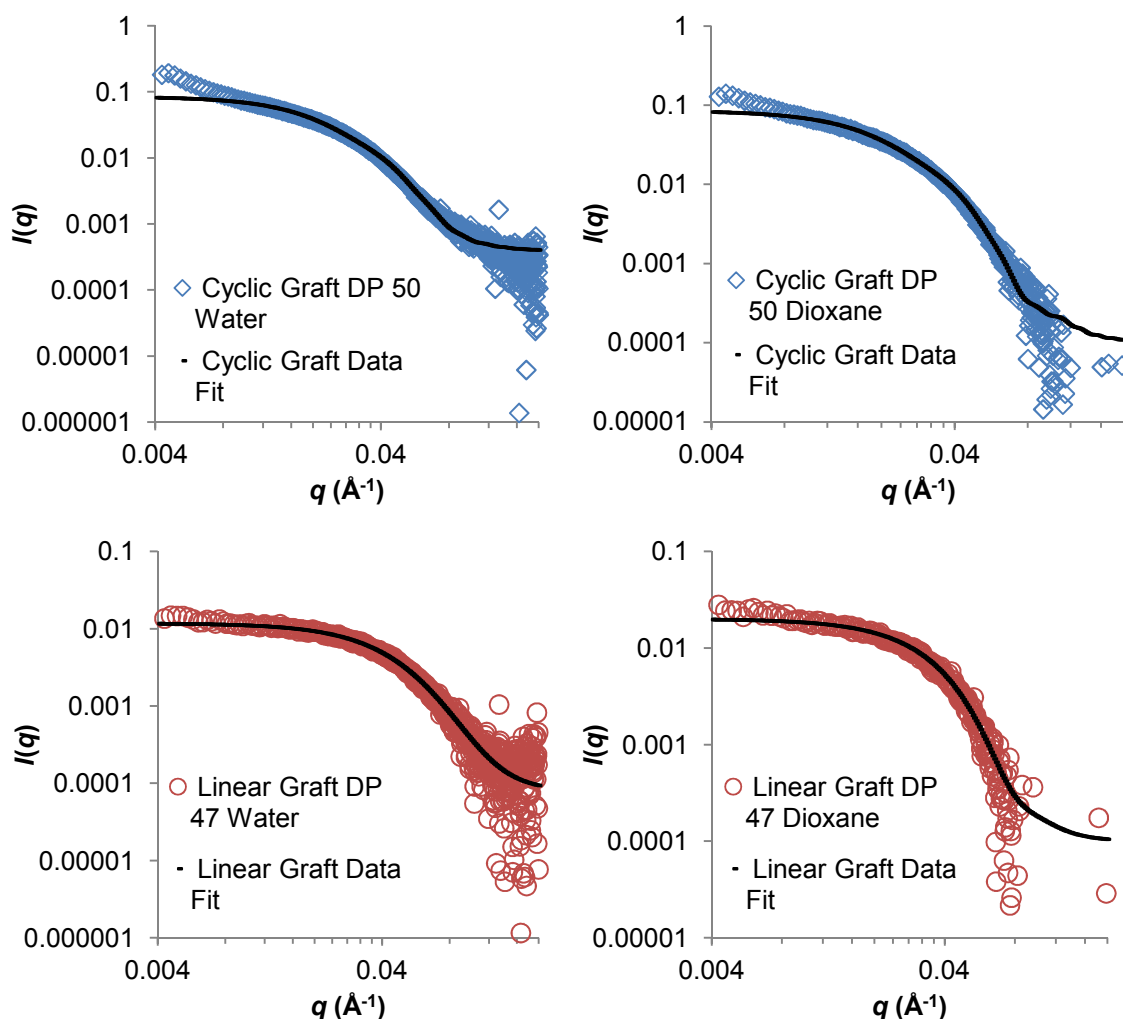 1
0.1
0.01
0.001
0.0001
0.00001
0.000001
I(q)
◇ Cyclic Graft DP 50
Water
- Cyclic Graft Data
Fit
0.004
0.04
q (Å-1)
1
0.1
0.01
0.001
0.0001
0.00001
I(q)
◇ Cyclic Graft DP
50 Dioxane
- Cyclic Graft Data
Fit
0.004
0.04
q (Å-1)
0.1
0.01
0.001
0.0001
0.00001
0.000001
I(q)
○ Linear Graft DP
47 Water
- Linear Graft Data
Fit
0.004
0.04
q (Å-1)
0.1
0.01
0.001
0.0001
0.00001
I(q)
○ Linear Graft DP
47 Dioxane
- Linear Graft Data
Fit
0.004
0.04
q (Å-1)